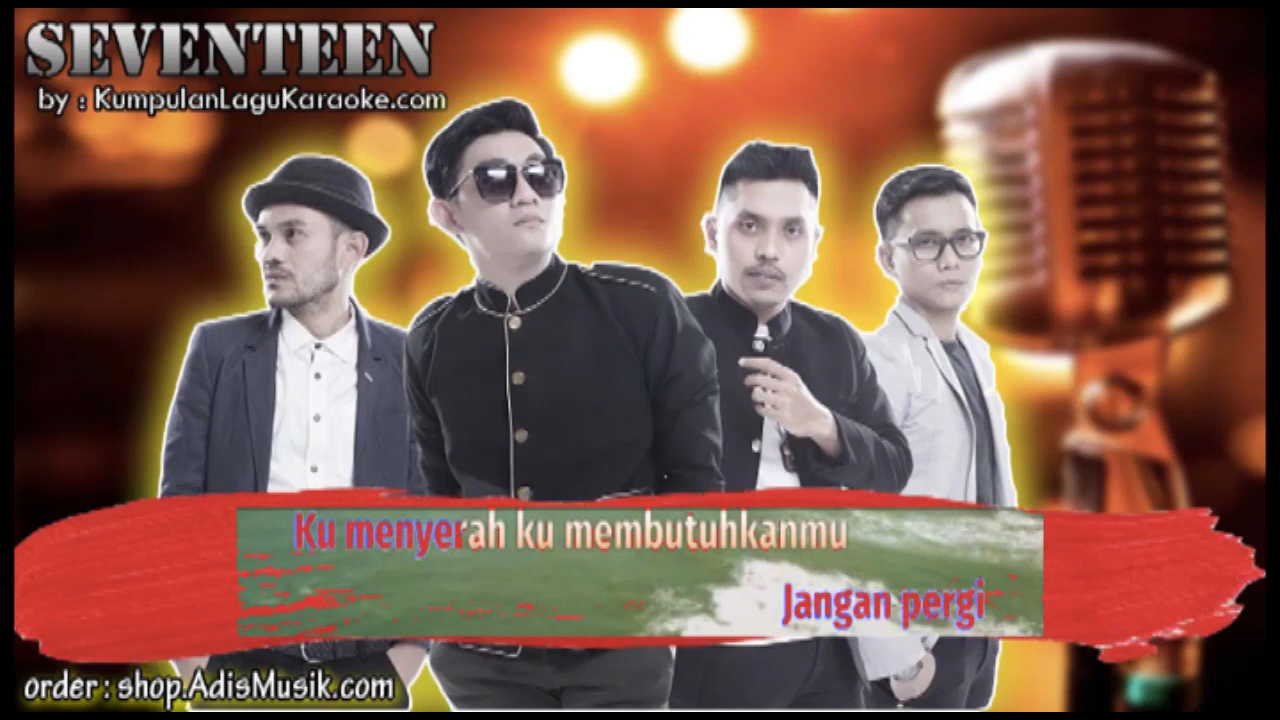 SEVENTEEN
by : KumpulanLaguKaraoke.com
Ku menyerah ku membutuhkanmu
Jangan pergi
order : shop.AdisMusik.com